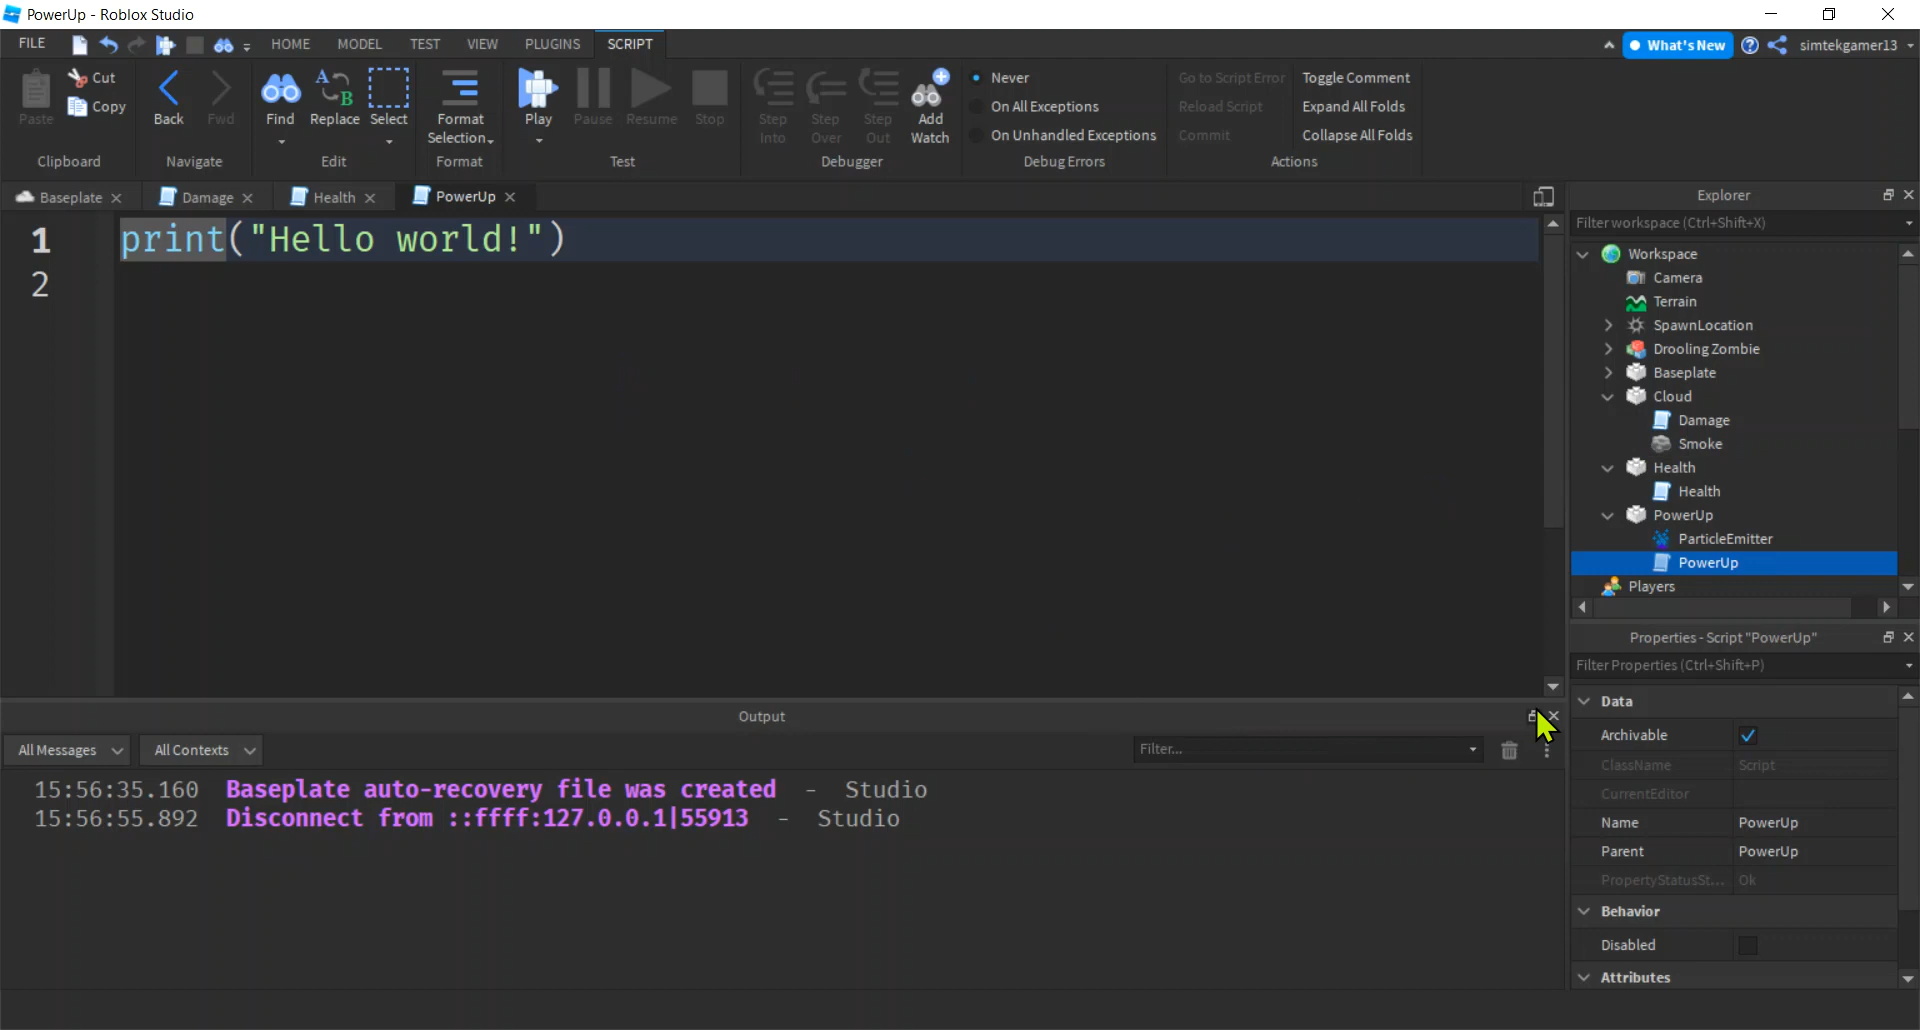 PowerUp - Roblox Studio
FILE HOME MODEL TEST VIEW PLUGINS SCRIPT What's New simtekgamer13
Paste Cut Copy Back Fwd Find Replace Select Format Selection Play Pause Resume Stop Step Into Step Over Step Out Add Watch
Never
On All Exceptions
On Unhandled Exceptions
Go to Script Error
Reload Script
Commit
Toggle Comment
Expand All Folds
Collapse All Folds
Clipboard Navigate Edit Format Test Debugger Debug Errors Actions
Baseplate Damage Health PowerUp
1 print("Hello world!")
2
Explorer
Filter workspace (Ctrl+Shift+X)
Workspace
Camera
Terrain
SpawnLocation
Drooling Zombie
Baseplate
Cloud
Damage
Smoke
Health
Health
PowerUp
ParticleEmitter
PowerUp
Players
Output
All Messages All Contexts Filter...
15:56:35.160 Baseplate auto-recovery file was created - Studio
15:56:55.892 Disconnect from ::ffff:127.0.0.1|55913 - Studio
Properties - Script "PowerUp"
Filter Properties (Ctrl+Shift+P)
Data
Archivable
ClassName Script
CurrentEditor
Name PowerUp
Parent PowerUp
PropertyStatusSt... Ok
Behavior
Disabled
Attributes